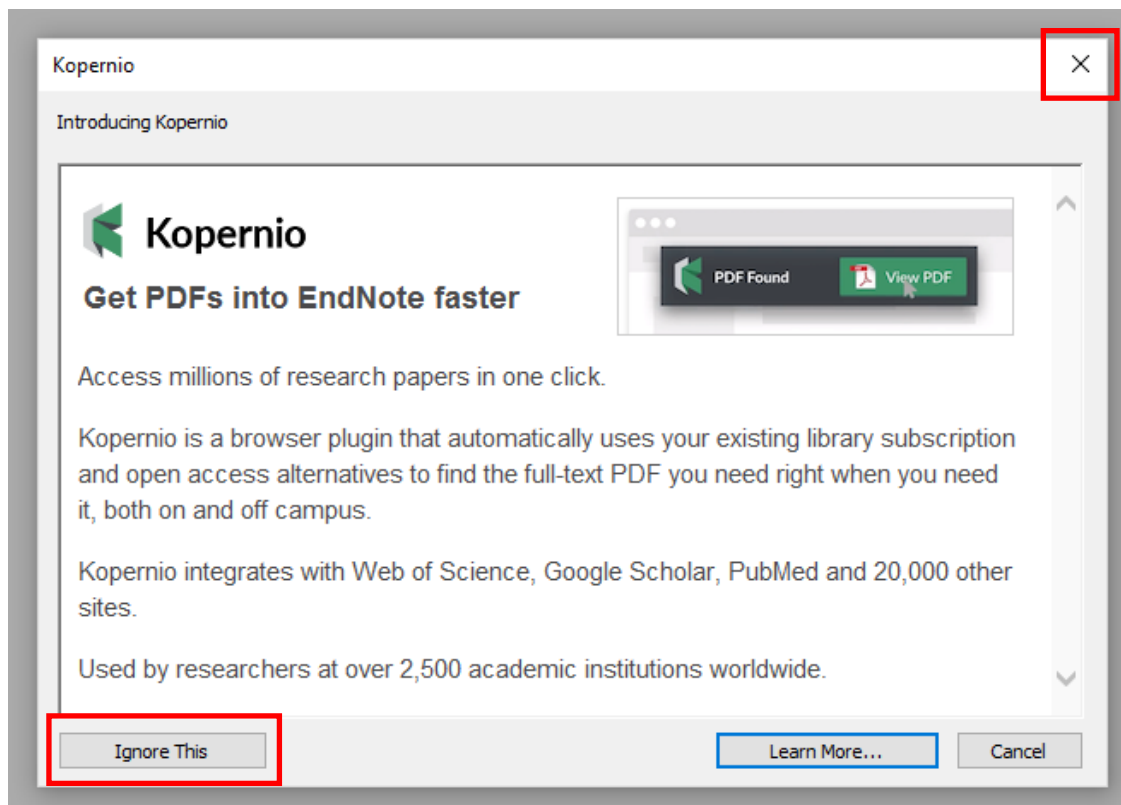 Kopernio
Introducing Kopernio
Kopernio
PDF Found
View PDF
Get PDFs into EndNote faster
Access millions of research papers in one click.
Kopernio is a browser plugin that automatically uses your existing library subscription
and open access alternatives to find the full-text PDF you need right when you need
it, both on and off campus.
Kopernio integrates with Web of Science, Google Scholar, PubMed and 20,000 other
sites.
Used by researchers at over 2,500 academic institutions worldwide.
Ignore This
Learn More...
Cancel